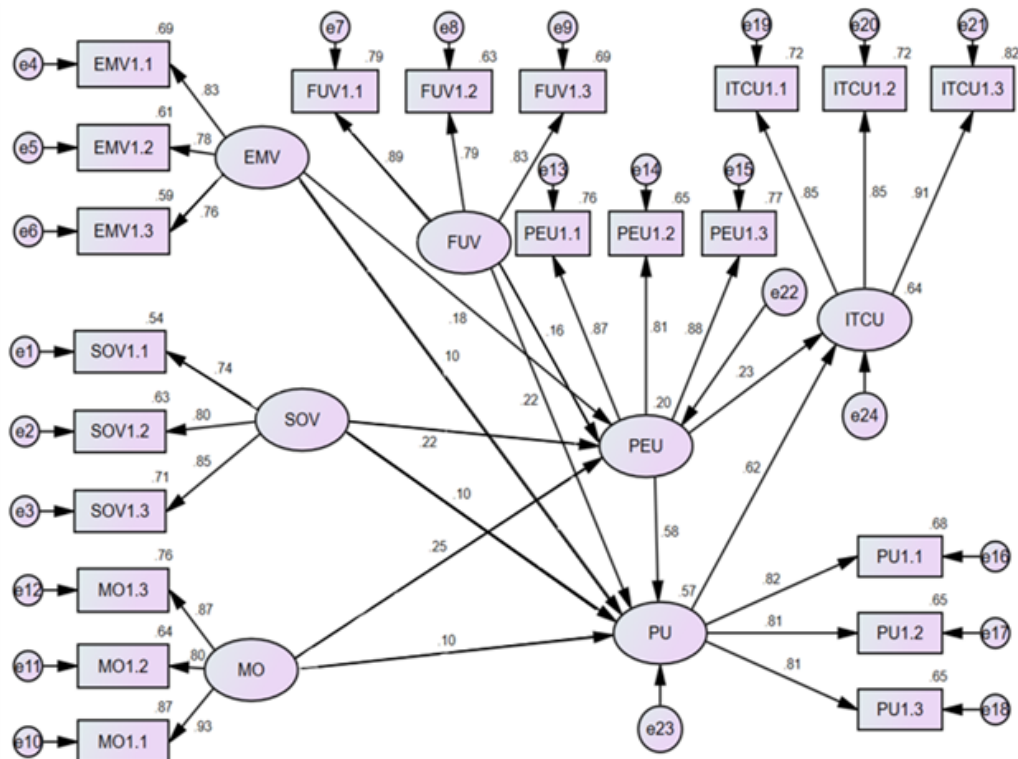 e7
e8
e9
e19
e20
e21
.69
.79
.63
.69
.72
.72
.82
e4
EMV1.1
FUV1.1
FUV1.2
FUV1.3
ITCU1.1
ITCU1.2
ITCU1.3
.83
.61
e5
EMV1.2
.78
EMV
.89
.79
.83
e13
e14
e15
.59
.76
.65
.77
.85
.85
.91
e6
EMV1.3
.76
FUV
PEU1.1
PEU1.2
PEU1.3
e22
.64
ITCU
.54
.18
.16
.87
.81
.88
e1
SOV1.1
.74
10
.22
.20
.23
e24
.63
e2
SOV1.2
.80
SOV
.22
PEU
.71
.85
.62
e3
SOV1.3
.10
.76
.25
.58
.68
e12
MO1.3
.87
.57
.82
PU1.1
e16
.64
.65
e11
MO1.2
.80
MO
.10
PU
.81
PU1.2
e17
.87
.93
.81
.65
e10
MO1.1
e23
PU1.3
e18